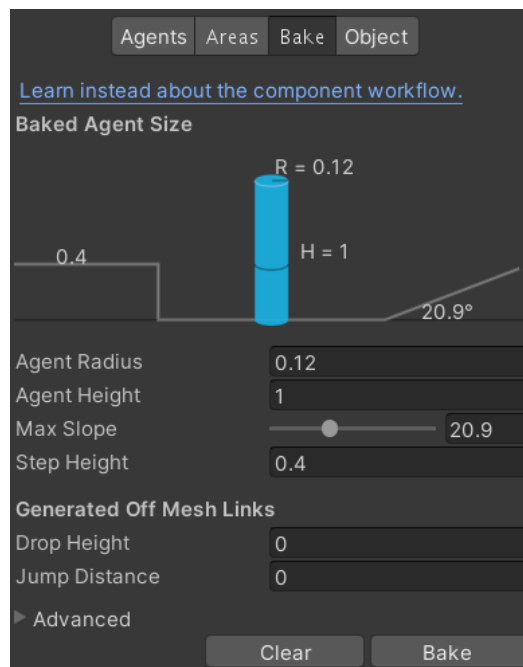 Agents Areas Bake Object
Learn instead about the component workflow.
Baked Agent Size
R = 0.12
0.4
H = 1
20.9°
Agent Radius 0.12
Agent Height 1
Max Slope 20.9
Step Height 0.4
Generated Off Mesh Links
Drop Height 0
Jump Distance 0
Advanced
Clear Bake